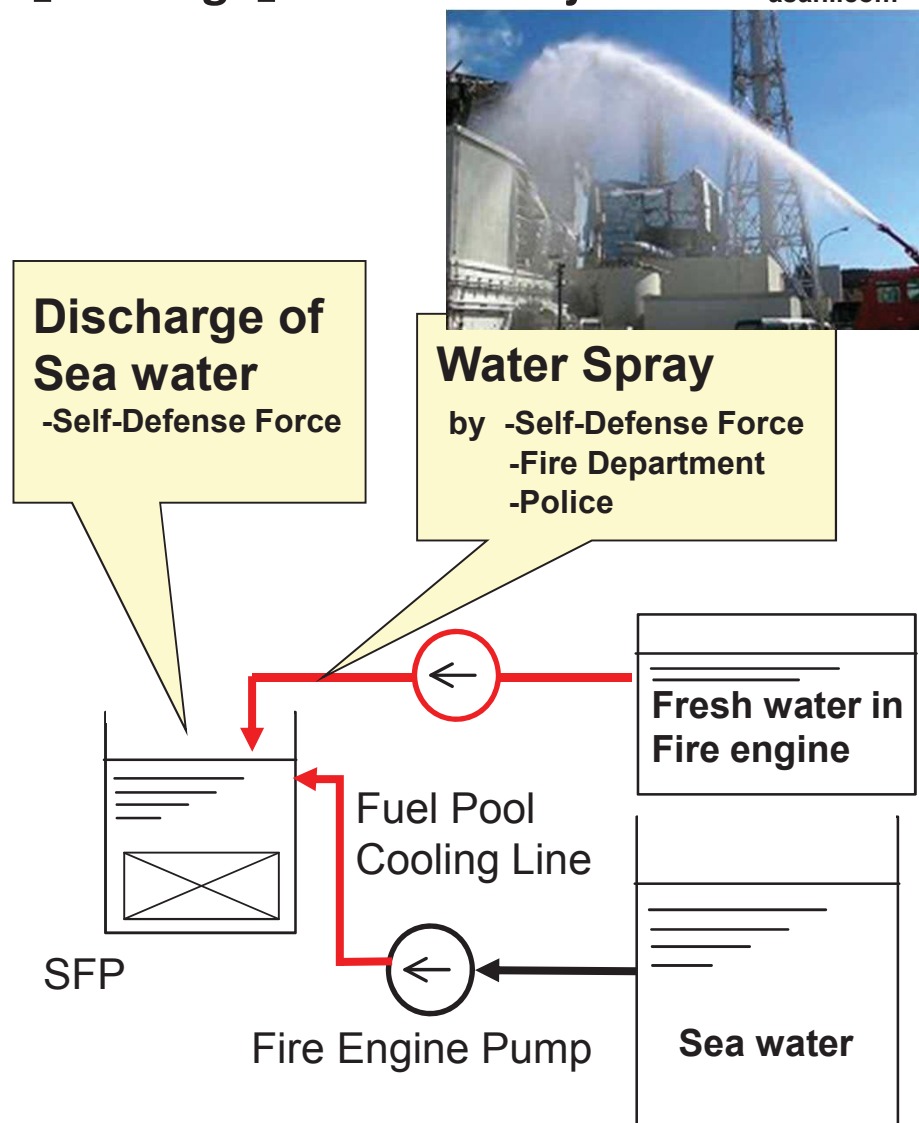 Discharge of
Sea water
-Self-Defense Force
Water Spray
by -Self-Defense Force
-Fire Department
-Police
Fresh water in
Fire engine
Fuel Pool
Cooling Line
SFP
Fire Engine Pump
Sea water